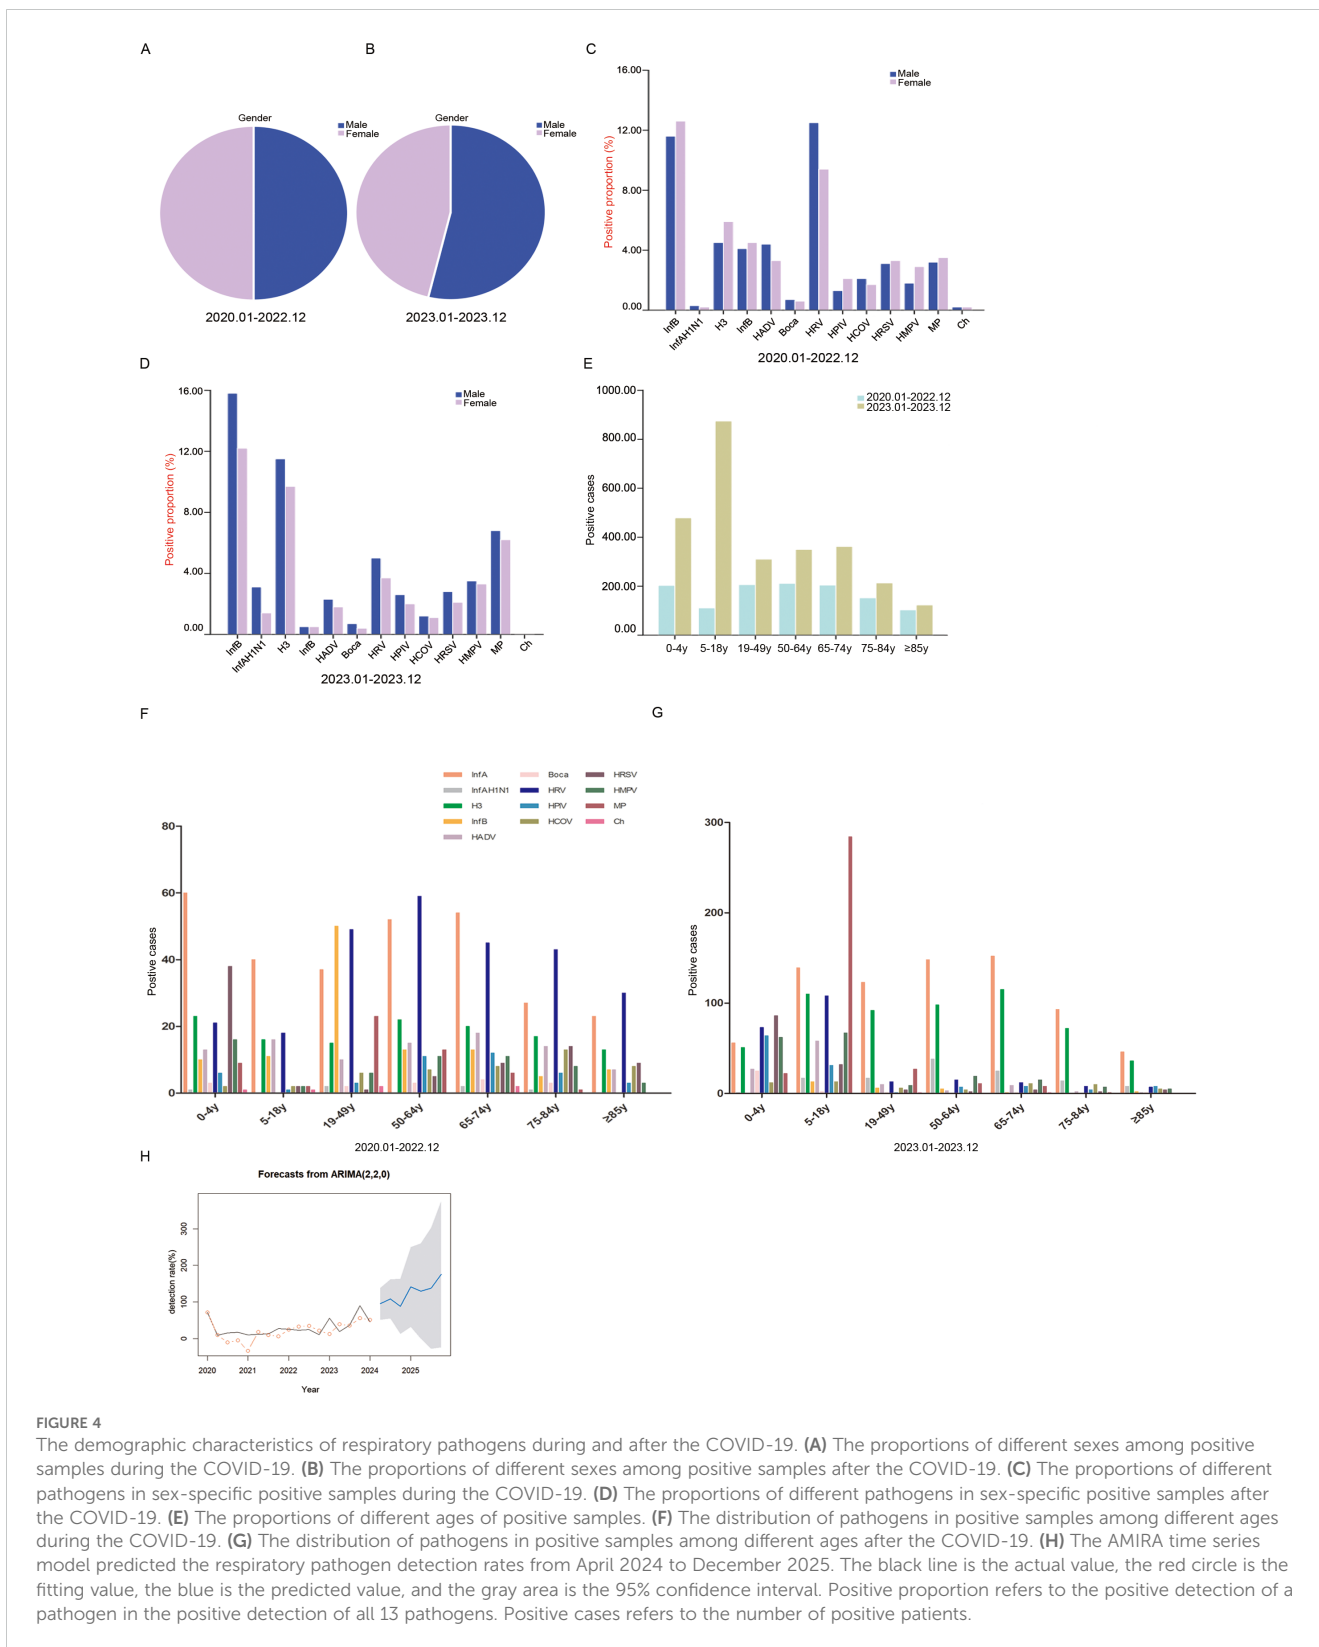 A
B
C
Gender
Male
Female
2020.01-2022.12
Gender
Male
Female
2023.01-2023.12
Male
Female
Positive proportion (%)
16.00
12.00
8.00
4.00
0.00
InfB InfAH1N1 H3 InfB HADV Boca HRV HPIV HCOV HRSV HMPV MP Ch
2020.01-2022.12
D
E
Male
Female
Positive proportion (%)
16.00
12.00
8.00
4.00
0.00
InfB InfAH1N1 H3 InfB HADV Boca HRV HPIV HCOV HRSV HMPV MP Ch
2023.01-2023.12
2020.01-2022.12
2023.01-2023.12
Positive cases
1000.00
800.00
600.00
400.00
200.00
0.00
0-4y 5-18y 19-49y 50-64y 65-74y 75-84y ≥85y
F
G
InfA Boca HRSV
InfAH1N1 HRV HMPV
H3 HPIV MP
InfB HCOV Ch
HADV
Postive cases
80
60
40
20
0
0-4y 5-18y 19-49y 50-64y 65-74y 75-84y ≥85y
2020.01-2022.12
Positive cases
300
200
100
0
0-4y 5-18y 19-49y 50-64y 65-74y 75-84y ≥85y
2023.01-2023.12
H
Forecasts from ARIMA(2,2,0)
detection rate(%)
300
200
100
0
2020 2021 2022 2023 2024 2025
Year
FIGURE 4
The demographic characteristics of respiratory pathogens during and after the COVID-19. (A) The proportions of different sexes among positive
samples during the COVID-19. (B) The proportions of different sexes among positive samples after the COVID-19. (C) The proportions of different
pathogens in sex-specific positive samples during the COVID-19. (D) The proportions of different pathogens in sex-specific positive samples after
the COVID-19. (E) The proportions of different ages of positive samples. (F) The distribution of pathogens in positive samples among different ages
during the COVID-19. (G) The distribution of pathogens in positive samples among different ages after the COVID-19. (H) The AMIRA time series
model predicted the respiratory pathogen detection rates from April 2024 to December 2025. The black line is the actual value, the red circle is the
fitting value, the blue is the predicted value, and the gray area is the 95% confidence interval. Positive proportion refers to the positive detection of a
pathogen in the positive detection of all 13 pathogens. Positive cases refers to the number of positive patients.